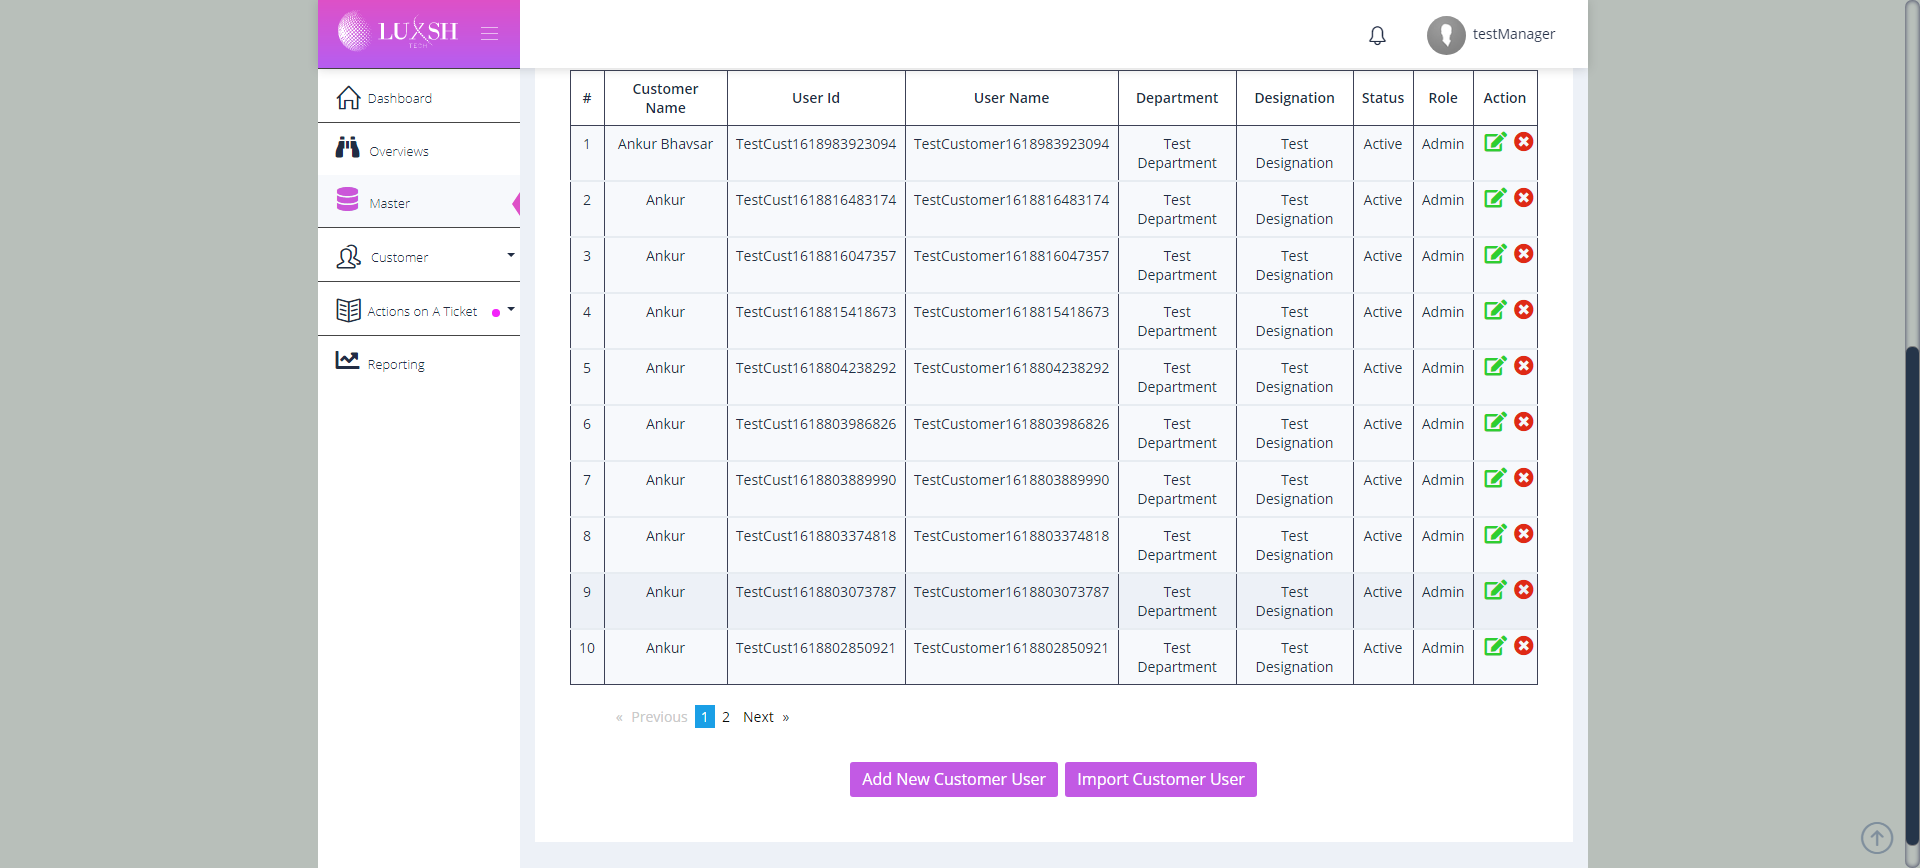 LUXSH
TECH
testManager
Dashboard
Overviews
Master
Customer
Actions on A Ticket
Reporting
# Customer Name User Id User Name Department Designation Status Role Action
1 Ankur Bhavsar TestCust1618983923094 TestCustomer1618983923094 Test Department Test Designation Active Admin
2 Ankur TestCust1618816483174 TestCustomer1618816483174 Test Department Test Designation Active Admin
3 Ankur TestCust1618816047357 TestCustomer1618816047357 Test Department Test Designation Active Admin
4 Ankur TestCust1618815418673 TestCustomer1618815418673 Test Department Test Designation Active Admin
5 Ankur TestCust1618804238292 TestCustomer1618804238292 Test Department Test Designation Active Admin
6 Ankur TestCust1618803986826 TestCustomer1618803986826 Test Department Test Designation Active Admin
7 Ankur TestCust1618803889990 TestCustomer1618803889990 Test Department Test Designation Active Admin
8 Ankur TestCust1618803374818 TestCustomer1618803374818 Test Department Test Designation Active Admin
9 Ankur TestCust1618803073787 TestCustomer1618803073787 Test Department Test Designation Active Admin
10 Ankur TestCust1618802850921 TestCustomer1618802850921 Test Department Test Designation Active Admin
« Previous 1 2 Next »
Add New Customer User Import Customer User